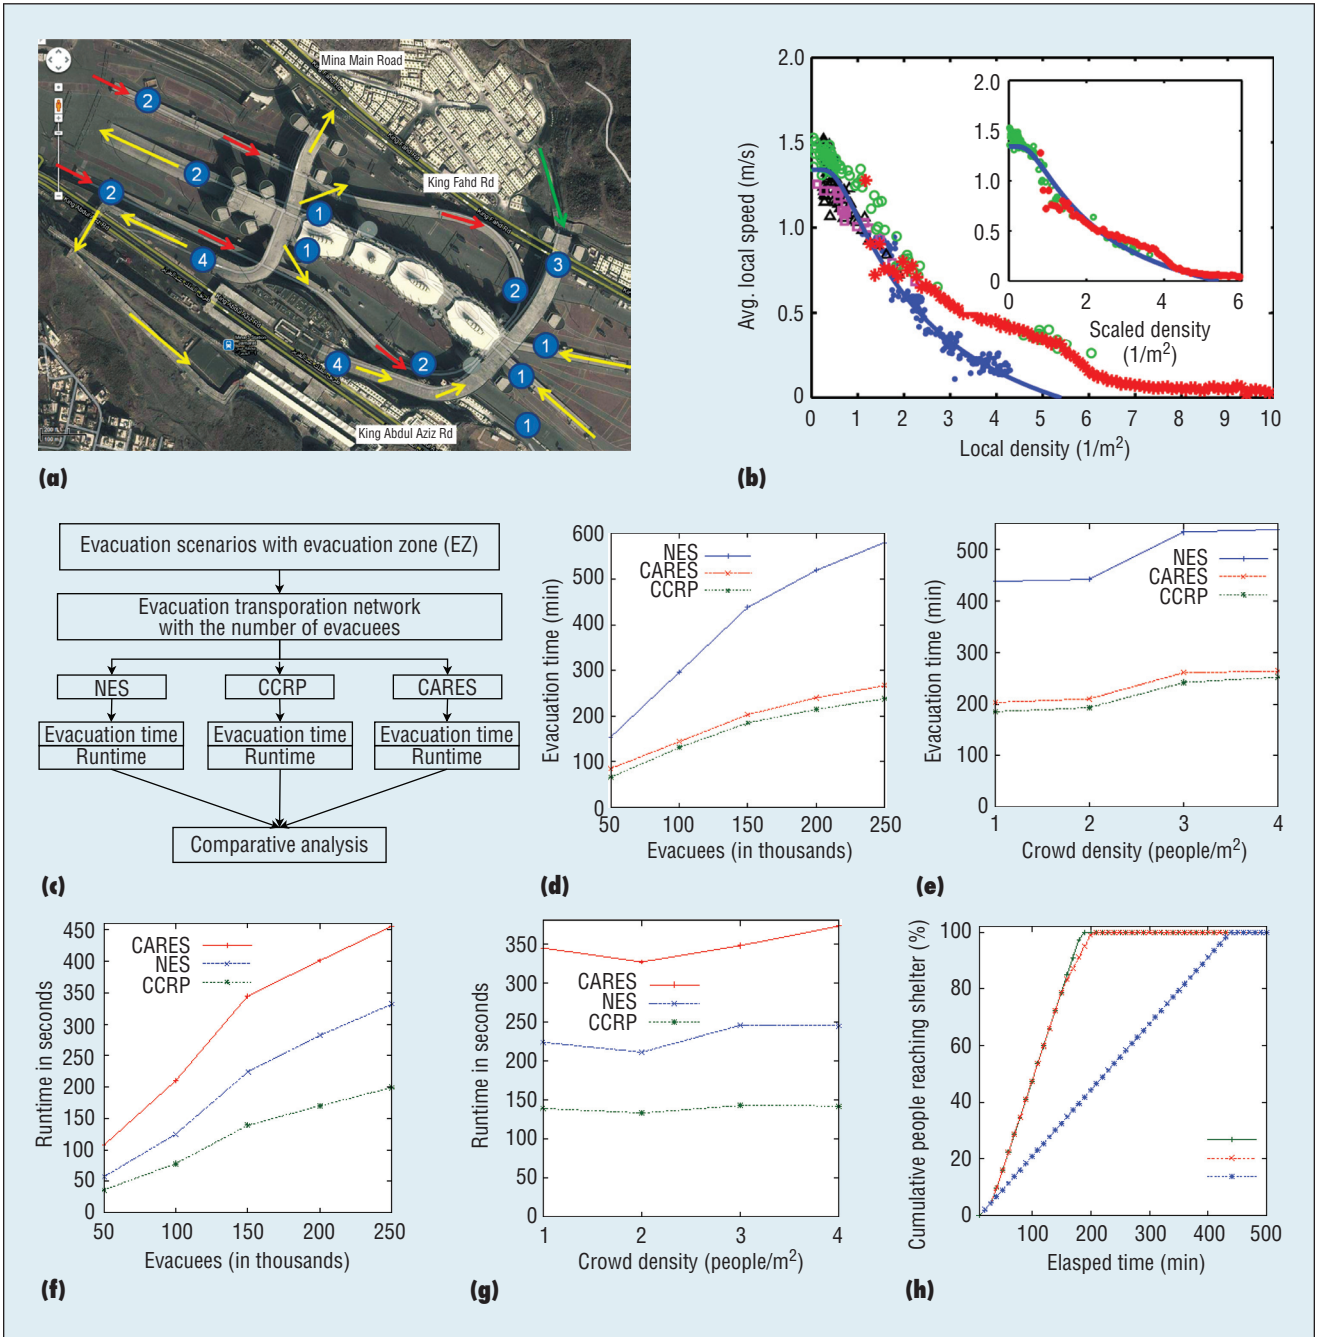 Mina Main Road
King Fahd Rd
King Abdul Aziz Rd
2
2
2
4
1
1
2
3
4
2
1
1
1
(a)
Avg. local speed (m/s)
2.0
1.5
1.0
0.5
0
0 1 2 3 4 5 6 7 8 9 10
Local density (1/m²)
2.0
1.5
1.0
0.5
0
0 2 4 6
Scaled density
(1/m²)
(b)
Evacuation scenarios with evacuation zone (EZ)
Evacuation transporation network
with the number of evacuees
NES CCRP CARES
Evacuation time Evacuation time Evacuation time
Runtime Runtime Runtime
Comparative analysis
(c)
Evacuation time (min)
600
500
400
300
200
100
0
NES
CARES
CCRP
50 100 150 200 250
Evacuees (in thousands)
(d)
Evacuation time (min)
500
400
300
200
100
0
NES
CARES
CCRP
1 2 3 4
Crowd density (people/m²)
(e)
Runtime in seconds
450
400
350
300
250
200
150
100
50
0
CARES
NES
CCRP
50 100 150 200 250
Evacuees (in thousands)
(f)
Runtime in seconds
350
300
250
200
150
100
50
0
CARES
NES
CCRP
1 2 3 4
Crowd density (people/m²)
(g)
Cumulative people reaching shelter (%)
100
80
60
40
20
0
100 200 300 400 500
Elasped time (min)
(h)